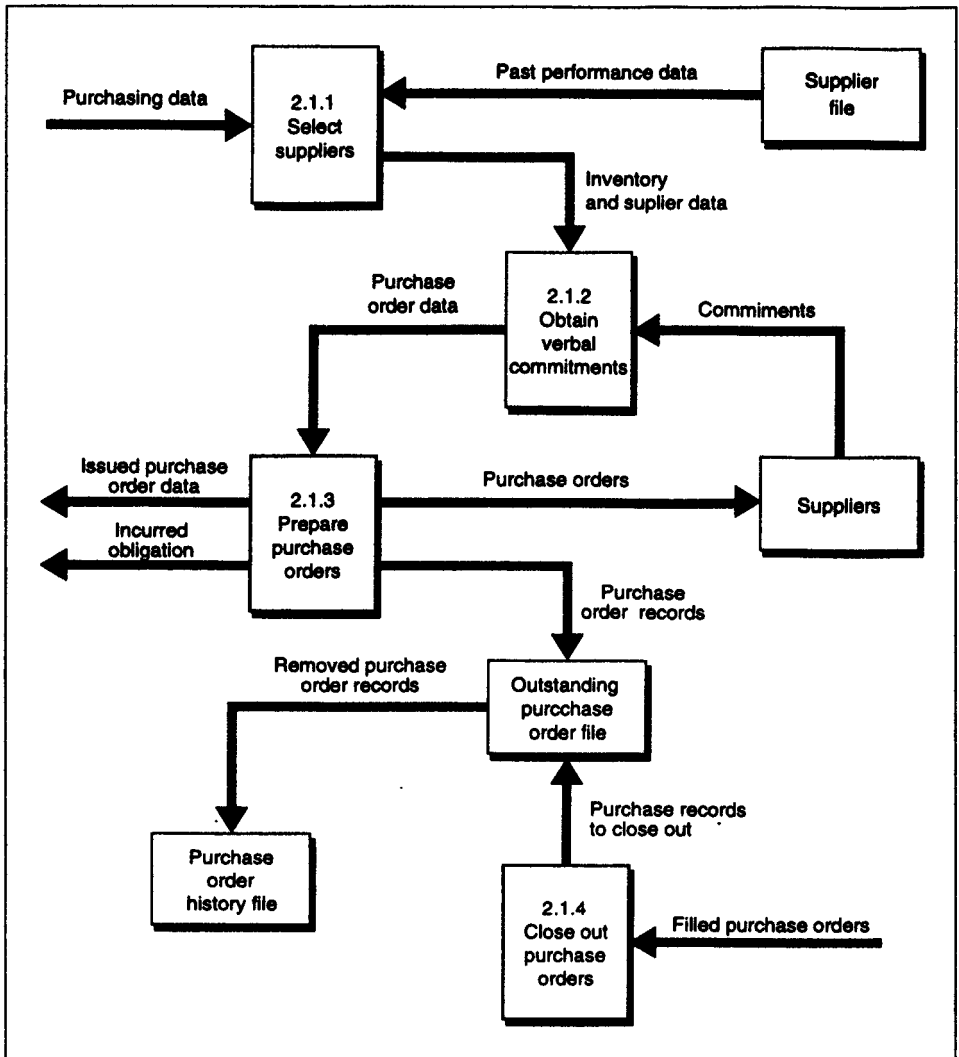 Purchasing data
2.1.1
Select
suppliers
Past performance data
Supplier
file
Inventory
and suplier data
Purchase
order data
2.1.2
Obtain
verbal
commitments
Commiments
Issued purchase
order data
Incurred
obligation
2.1.3
Prepare
purchase
orders
Purchase orders
Suppliers
Purchase
order records
Removed purchase
order records
Outstanding
purcchase
order file
Purchase records
to close out
Purchase
order
history file
2.1.4
Close out
purchase
orders
Filled purchase orders